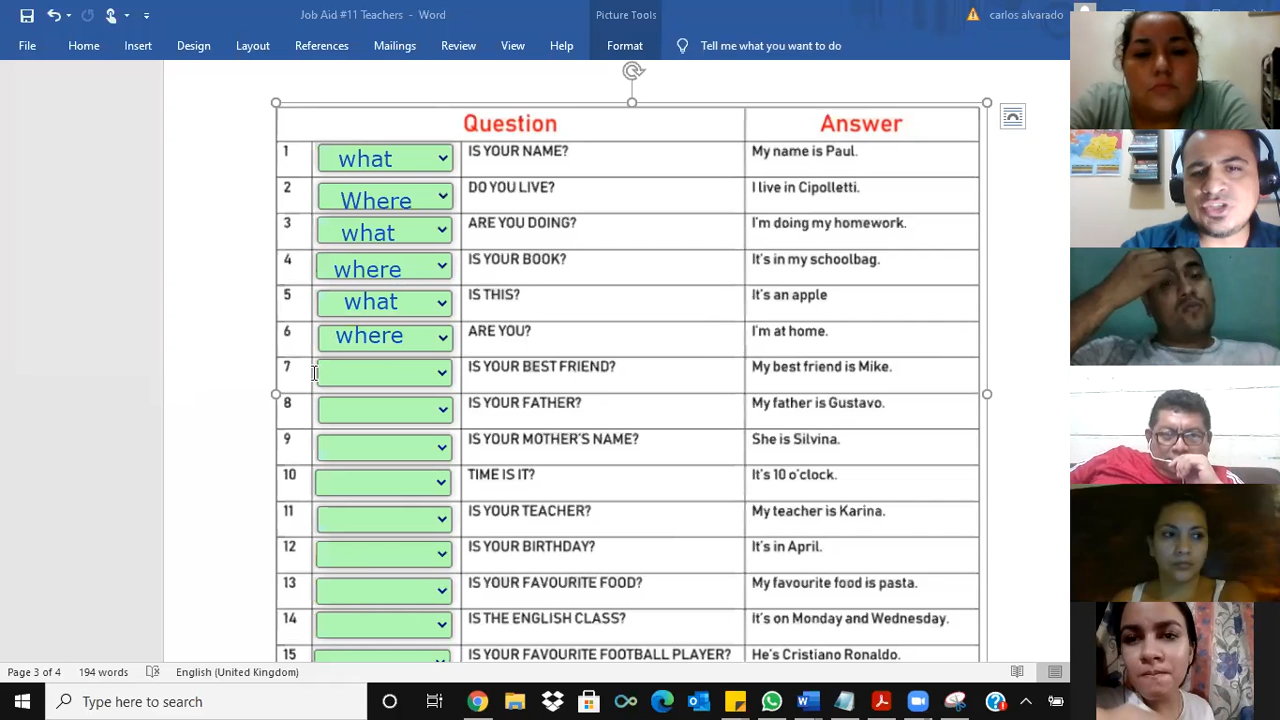 Job Aid #11 Teachers - Word
Picture Tools
carlos alvarado
File Home Insert Design Layout References Mailings Review View Help Format Tell me what you want to do
Question Answer
1 what IS YOUR NAME? My name is Paul.
2 Where DO YOU LIVE? I live in Cipolletti.
3 what ARE YOU DOING? I'm doing my homework.
4 where IS YOUR BOOK? It's in my schoolbag.
5 what IS THIS? It's an apple
6 where ARE YOU? I'm at home.
7 IS YOUR BEST FRIEND? My best friend is Mike.
8 IS YOUR FATHER? My father is Gustavo.
9 IS YOUR MOTHER'S NAME? She is Silvina.
10 TIME IS IT? It's 10 o'clock.
11 IS YOUR TEACHER? My teacher is Karina.
12 IS YOUR BIRTHDAY? It's in April.
13 IS YOUR FAVOURITE FOOD? My favourite food is pasta.
14 IS THE ENGLISH CLASS? It's on Monday and Wednesday.
15 IS YOUR FAVOURITE FOOTBALL PLAYER? He's Cristiano Ronaldo.
Page 3 of 4 194 words English (United Kingdom)
Type here to search